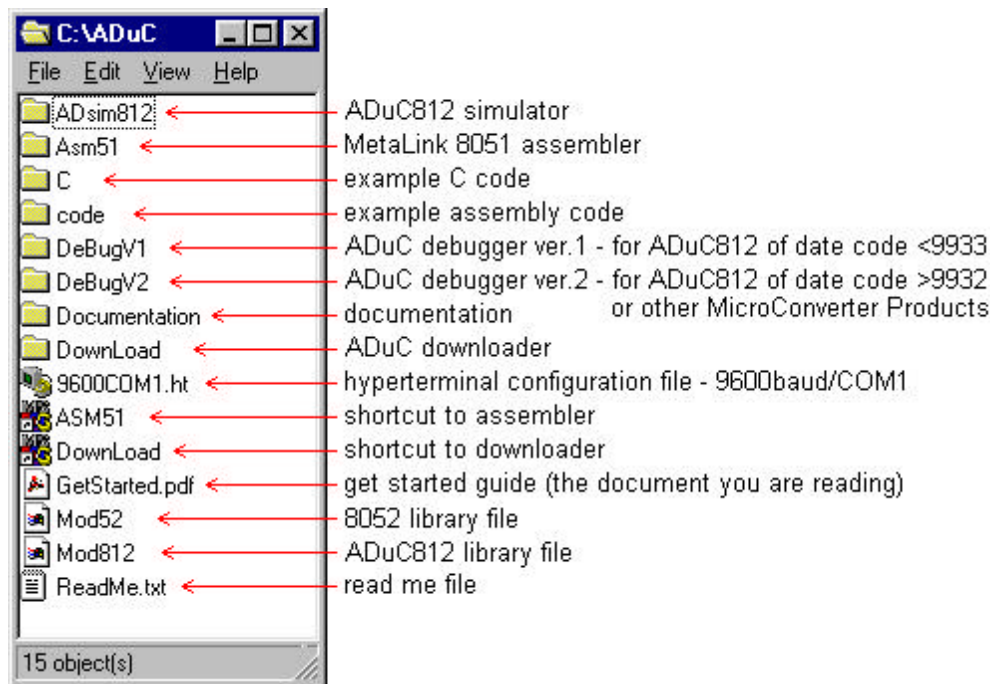 C:\ADuC
File Edit View Help
ADsim812 ADuC812 simulator
Asm51 MetaLink 8051 assembler
C example C code
code example assembly code
DeBugV1 ADuC debugger ver.1 - for ADuC812 of date code <9933
DeBugV2 ADuC debugger ver.2 - for ADuC812 of date code >9932
or other MicroConverter Products
Documentation documentation
DownLoad ADuC downloader
9600COM1.ht hyperterminal configuration file - 9600baud/COM1
ASM51 shortcut to assembler
DownLoad shortcut to downloader
GetStarted.pdf get started guide (the document you are reading)
Mod52 8052 library file
Mod812 ADuC812 library file
ReadMe.txt read me file
15 object(s)